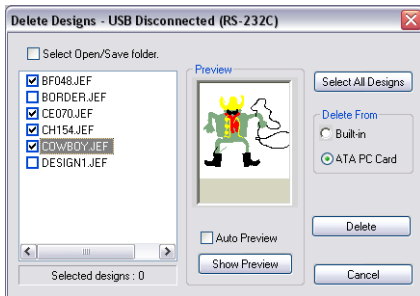 Delete Designs - USB Disconnected (RS-232C)
Select Open/Save folder.
BF048.JEF
BORDER.JEF
CE070.JEF
CH154.JEF
COWBOY.JEF
DESIGN1.JEF
Selected designs : 0
Preview
Auto Preview
Show Preview
Select All Designs
Delete From
Built-in
ATA PC Card
Delete
Cancel